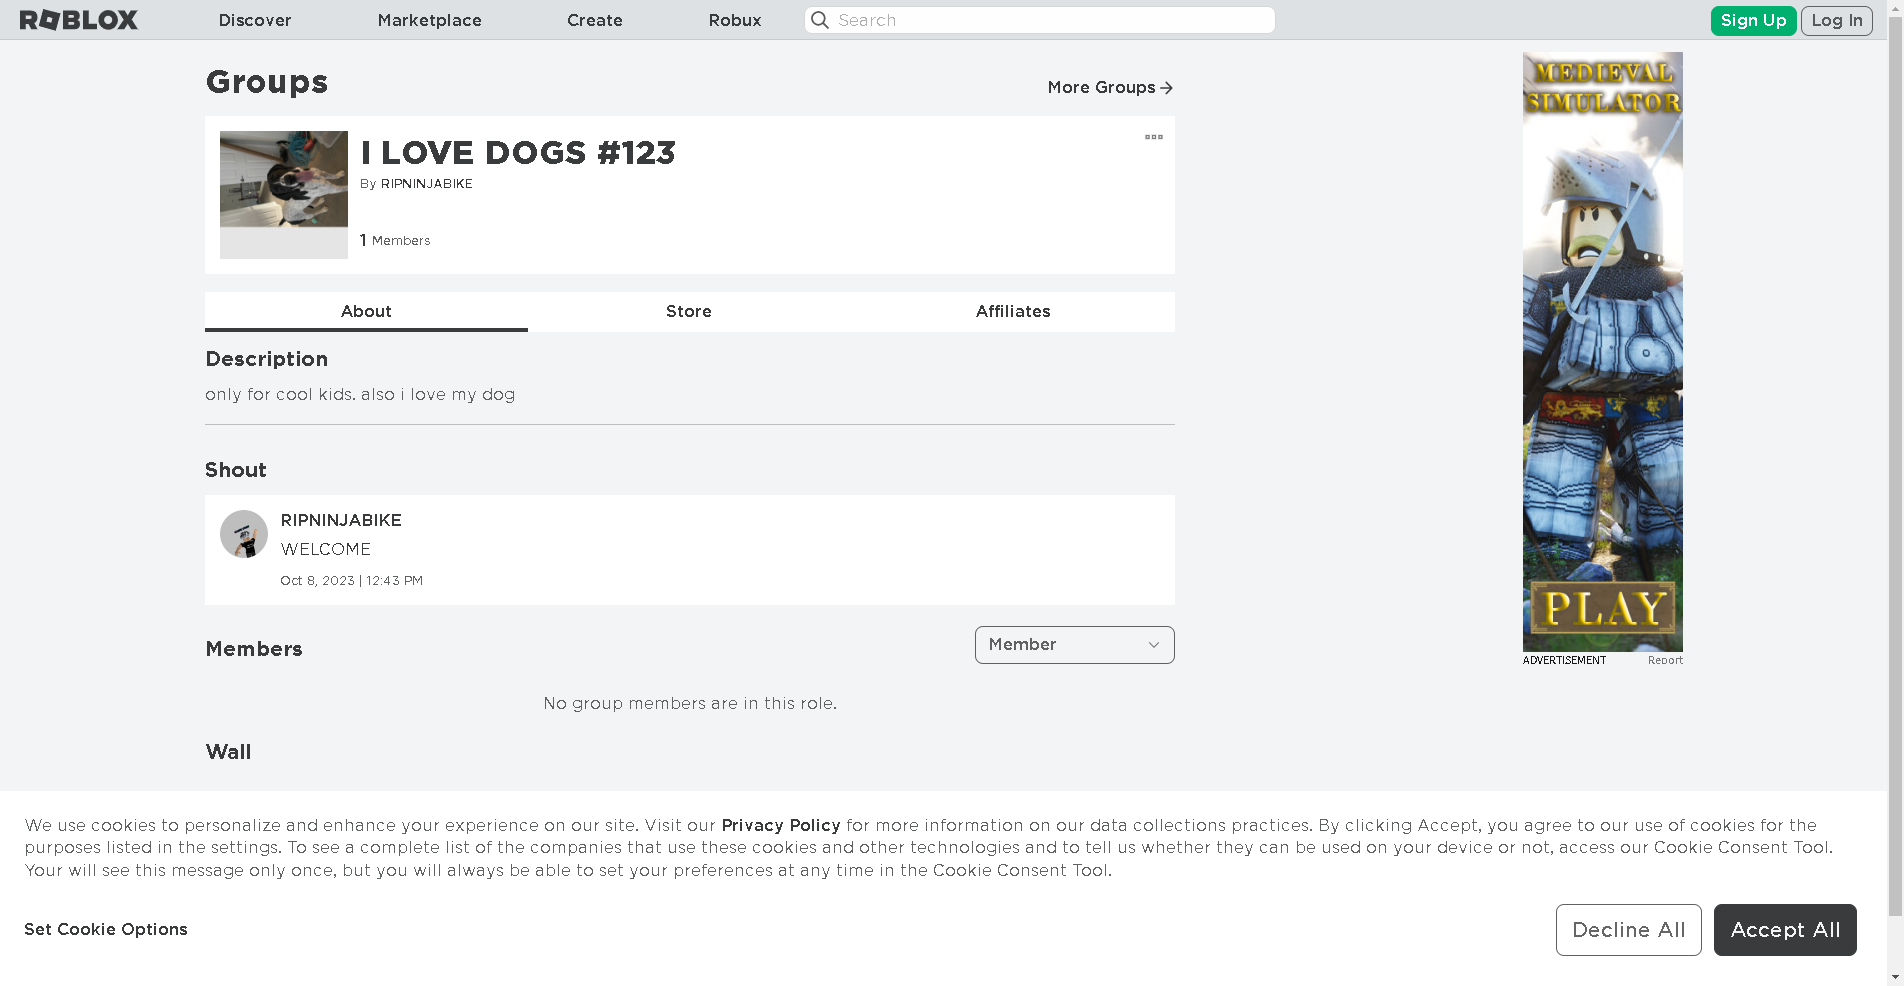 ROBLOX
Discover
Marketplace
Create
Robux
Search
Sign Up
Log In
Groups
More Groups
I LOVE DOGS #123
By RIPNINJABIKE
1 Members
About
Store
Affiliates
Description
only for cool kids. also i love my dog
Shout
RIPNINJABIKE
WELCOME
Oct 8, 2023 | 12:43 PM
Members
Member
No group members are in this role.
Wall
MEDIEVAL
SIMULATOR
PLAY
ADVERTISEMENT
Report
We use cookies to personalize and enhance your experience on our site. Visit our Privacy Policy for more information on our data collections practices. By clicking Accept, you agree to our use of cookies for the
purposes listed in the settings. To see a complete list of the companies that use these cookies and other technologies and to tell us whether they can be used on your device or not, access our Cookie Consent Tool.
Your will see this message only once, but you will always be able to set your preferences at any time in the Cookie Consent Tool.
Set Cookie Options
Decline All
Accept All